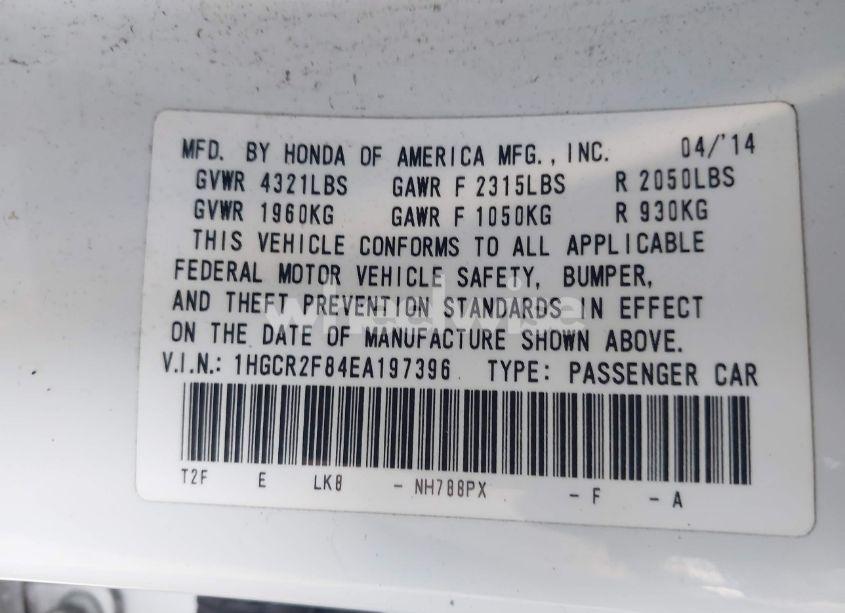 MFD. BY HONDA OF AMERICA MFG., INC. 04/'14
GVWR 4321LBS GAWR F 2315LBS R 2050LBS
GVWR 1960KG GAWR F 1050KG R 930KG
THIS VEHICLE CONFORMS TO ALL APPLICABLE
FEDERAL MOTOR VEHICLE SAFETY, BUMPER,
AND THEFT PREVENTION STANDARDS IN EFFECT
ON THE DATE OF MANUFACTURE SHOWN ABOVE.
V.I.N.: 1HGCR2F84EA197396 TYPE: PASSENGER CAR
T2F E LK8 - NH788PX - F - A